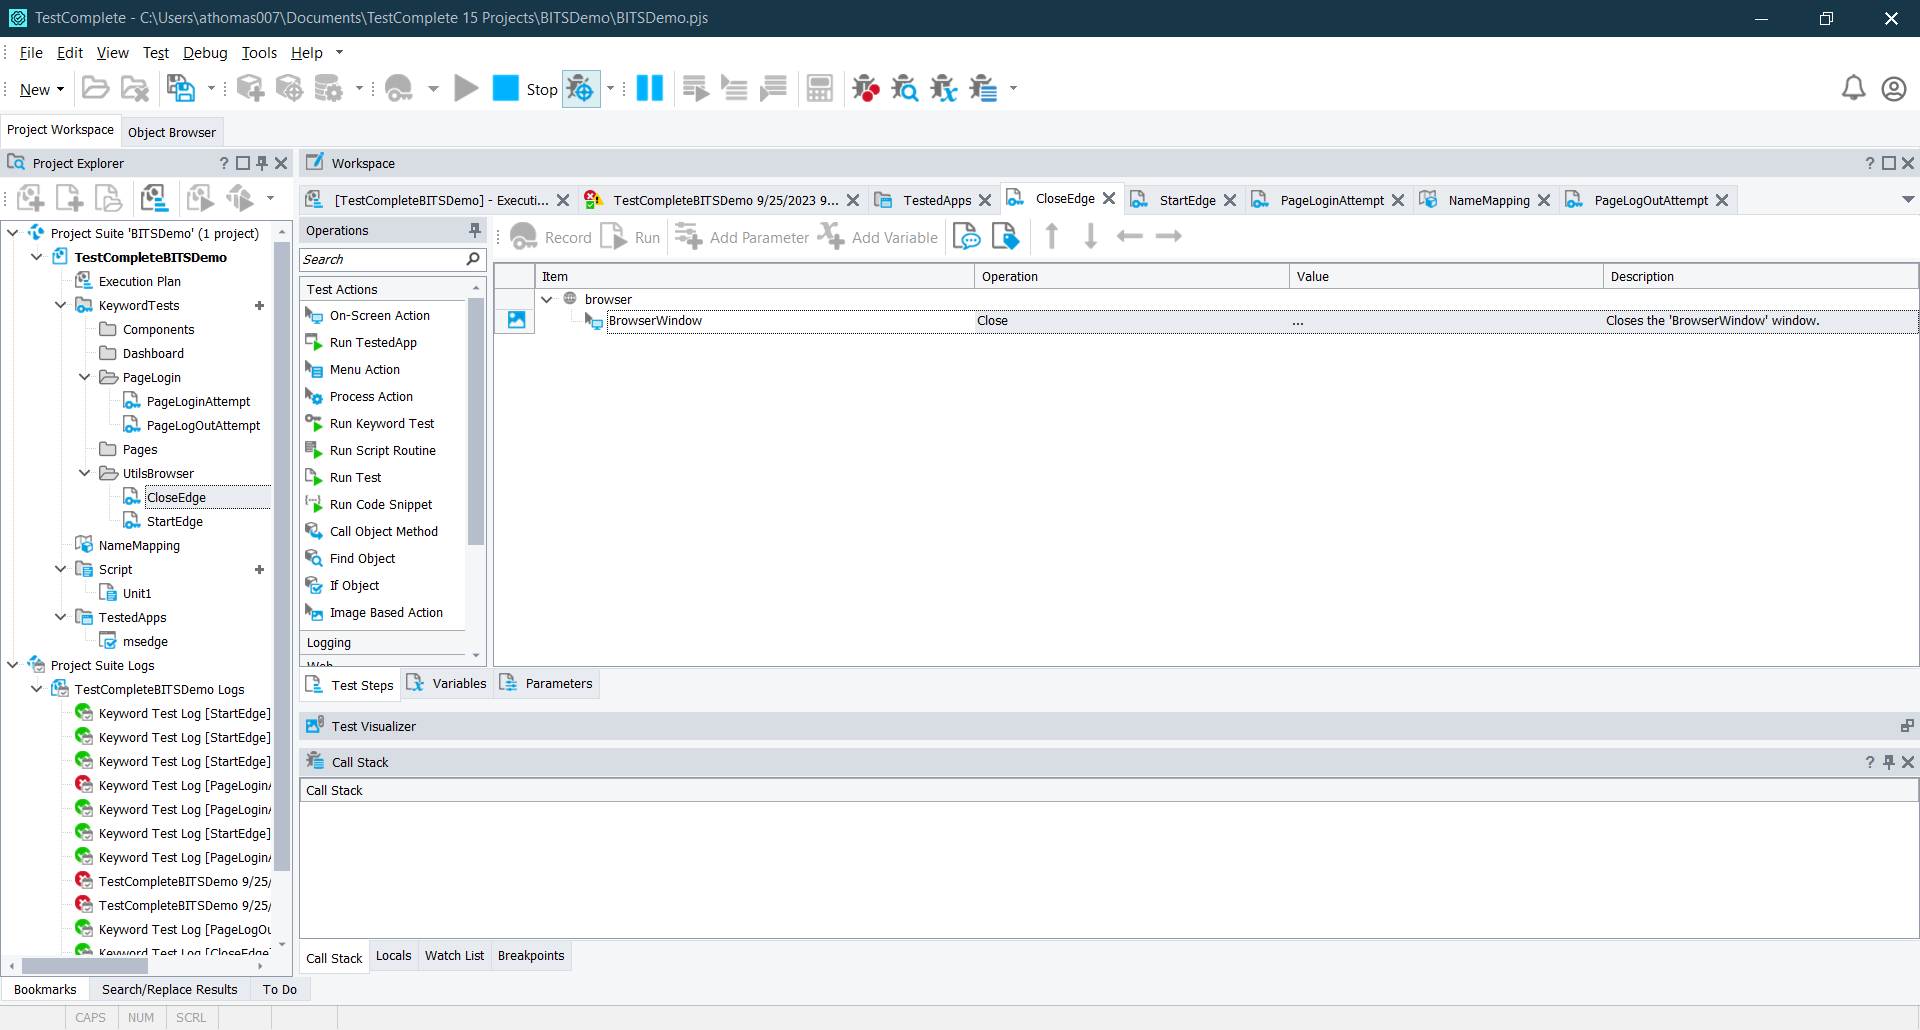 TestComplete - C:\Users\athomas007\Documents\TestComplete 15 Projects\BITSDemo\BITSDemo.pjs
File Edit View Test Debug Tools Help
New Stop
Project Workspace Object Browser
Project Explorer
Project Suite 'BITSDemo' (1 project)
TestCompleteBITSDemo
Execution Plan
KeywordTests
Components
Dashboard
PageLogin
PageLoginAttempt
PageLogOutAttempt
Pages
UtilsBrowser
CloseEdge
StartEdge
NameMapping
Script
Unit1
TestedApps
msedge
Project Suite Logs
TestCompleteBITSDemo Logs
Keyword Test Log [StartEdge]
Keyword Test Log [StartEdge]
Keyword Test Log [StartEdge]
Keyword Test Log [PageLogin
Keyword Test Log [PageLogin
Keyword Test Log [StartEdge]
Keyword Test Log [PageLogin
TestCompleteBITSDemo 9/25/
TestCompleteBITSDemo 9/25/
Keyword Test Log [PageLogOu
Keyword Test Log [CloseEdge
Bookmarks Search/Replace Results To Do
CAPS NUM SCRL
Workspace
[TestCompleteBITSDemo] - Executi... TestCompleteBITSDemo 9/25/2023 9... TestedApps CloseEdge StartEdge PageLoginAttempt NameMapping PageLogOutAttempt
Operations
Search
Test Actions
On-Screen Action
Run TestedApp
Menu Action
Process Action
Run Keyword Test
Run Script Routine
Run Test
Run Code Snippet
Call Object Method
Find Object
If Object
Image Based Action
Logging
Web
Record Run Add Parameter Add Variable
Item Operation Value Description
browser
BrowserWindow Close ... Closes the 'BrowserWindow' window.
Test Steps Variables Parameters
Test Visualizer
Call Stack
Call Stack
Call Stack Locals Watch List Breakpoints